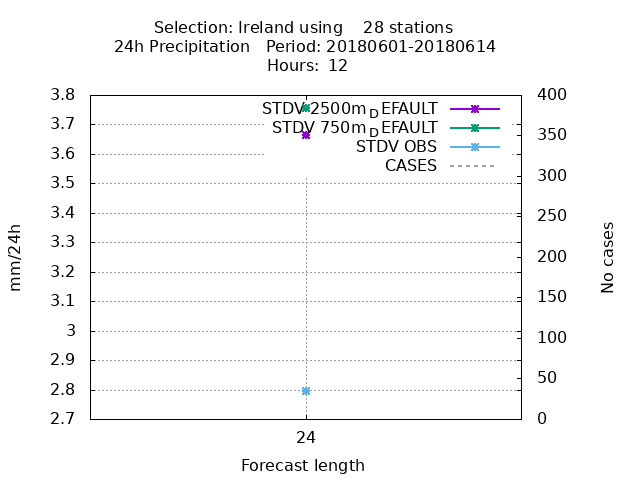 Selection: Ireland using    28 stations
24h Precipitation   Period: 20180601-20180614
Hours:  12
3.8
3.7
3.6
3.5
3.4
3.3
3.2
3.1
3
2.9
2.8
2.7
mm/24h
STDV 2500m_DEFAULT
STDV 750m_DEFAULT
STDV OBS
CASES
400
350
300
250
200
150
100
50
0
No cases
24
Forecast length